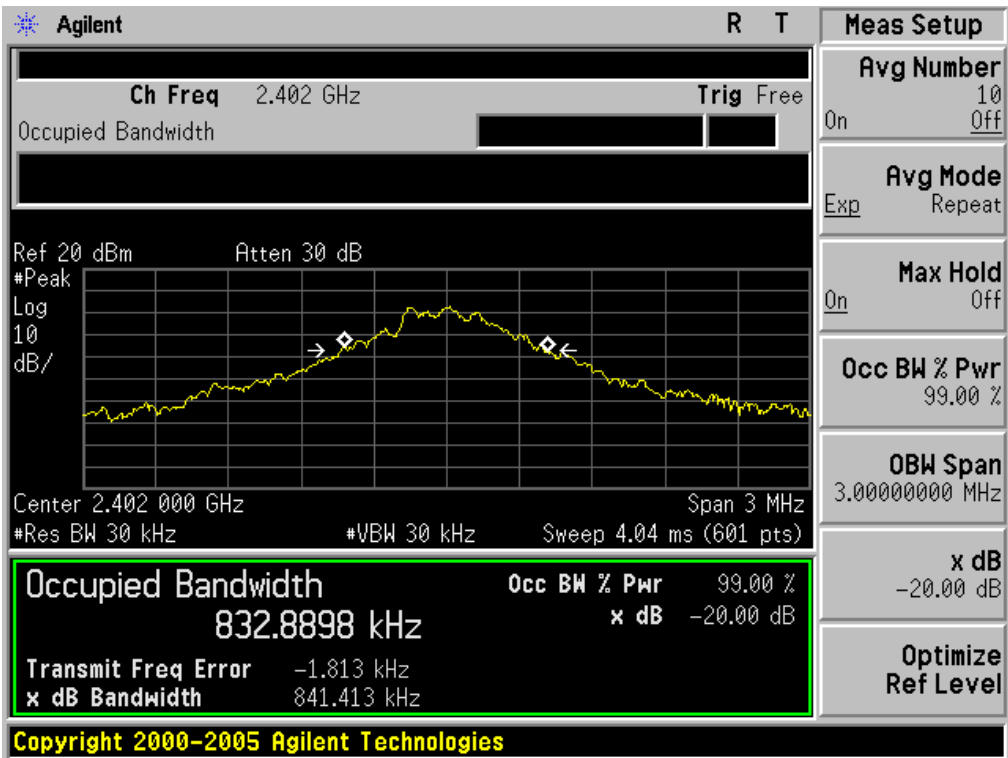 Agilent R T
Ch Freq 2.402 GHz Trig Free
Occupied Bandwidth
Ref 20 dBm Atten 30 dB
#Peak
Log
10
dB/
Center 2.402 000 GHz Span 3 MHz
#Res BW 30 kHz #VBW 30 kHz Sweep 4.04 ms (601 pts)
Occupied Bandwidth Occ BW % Pwr 99.00 %
832.8898 kHz x dB -20.00 dB
Transmit Freq Error -1.813 kHz
x dB Bandwidth 841.413 kHz
Copyright 2000-2005 Agilent Technologies
Meas Setup
Avg Number
10
On Off
Avg Mode
Exp Repeat
Max Hold
On Off
Occ BW % Pwr
99.00 %
OBW Span
3.00000000 MHz
x dB
-20.00 dB
Optimize
Ref Level